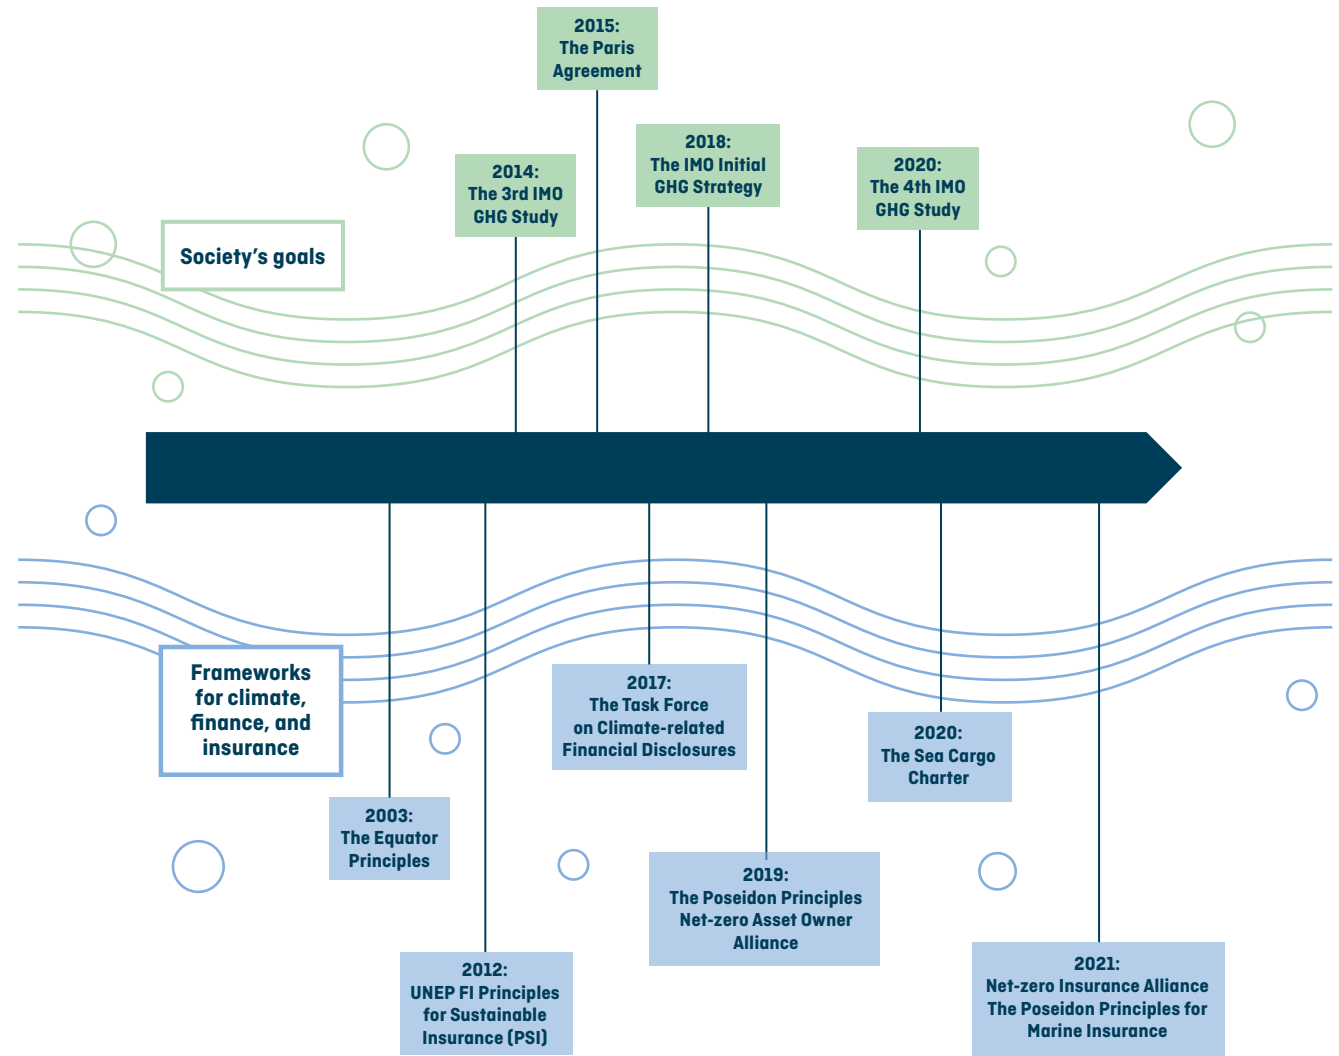 2015:
The Paris
Agreement
2018:
The IMO Initial
GHG Strategy
2014:
The 3rd IMO
GHG Study
2020:
The 4th IMO
GHG Study
Society's goals
Frameworks
for climate,
finance, and
insurance
2017:
The Task Force
on Climate-related
Financial Disclosures
2020:
The Sea Cargo
Charter
2003:
The Equator
Principles
2019:
The Poseidon Principles
Net-zero Asset Owner
Alliance
2012:
UNEP FI Principles
for Sustainable
Insurance (PSI)
2021:
Net-zero Insurance Alliance
The Poseidon Principles for
Marine Insurance